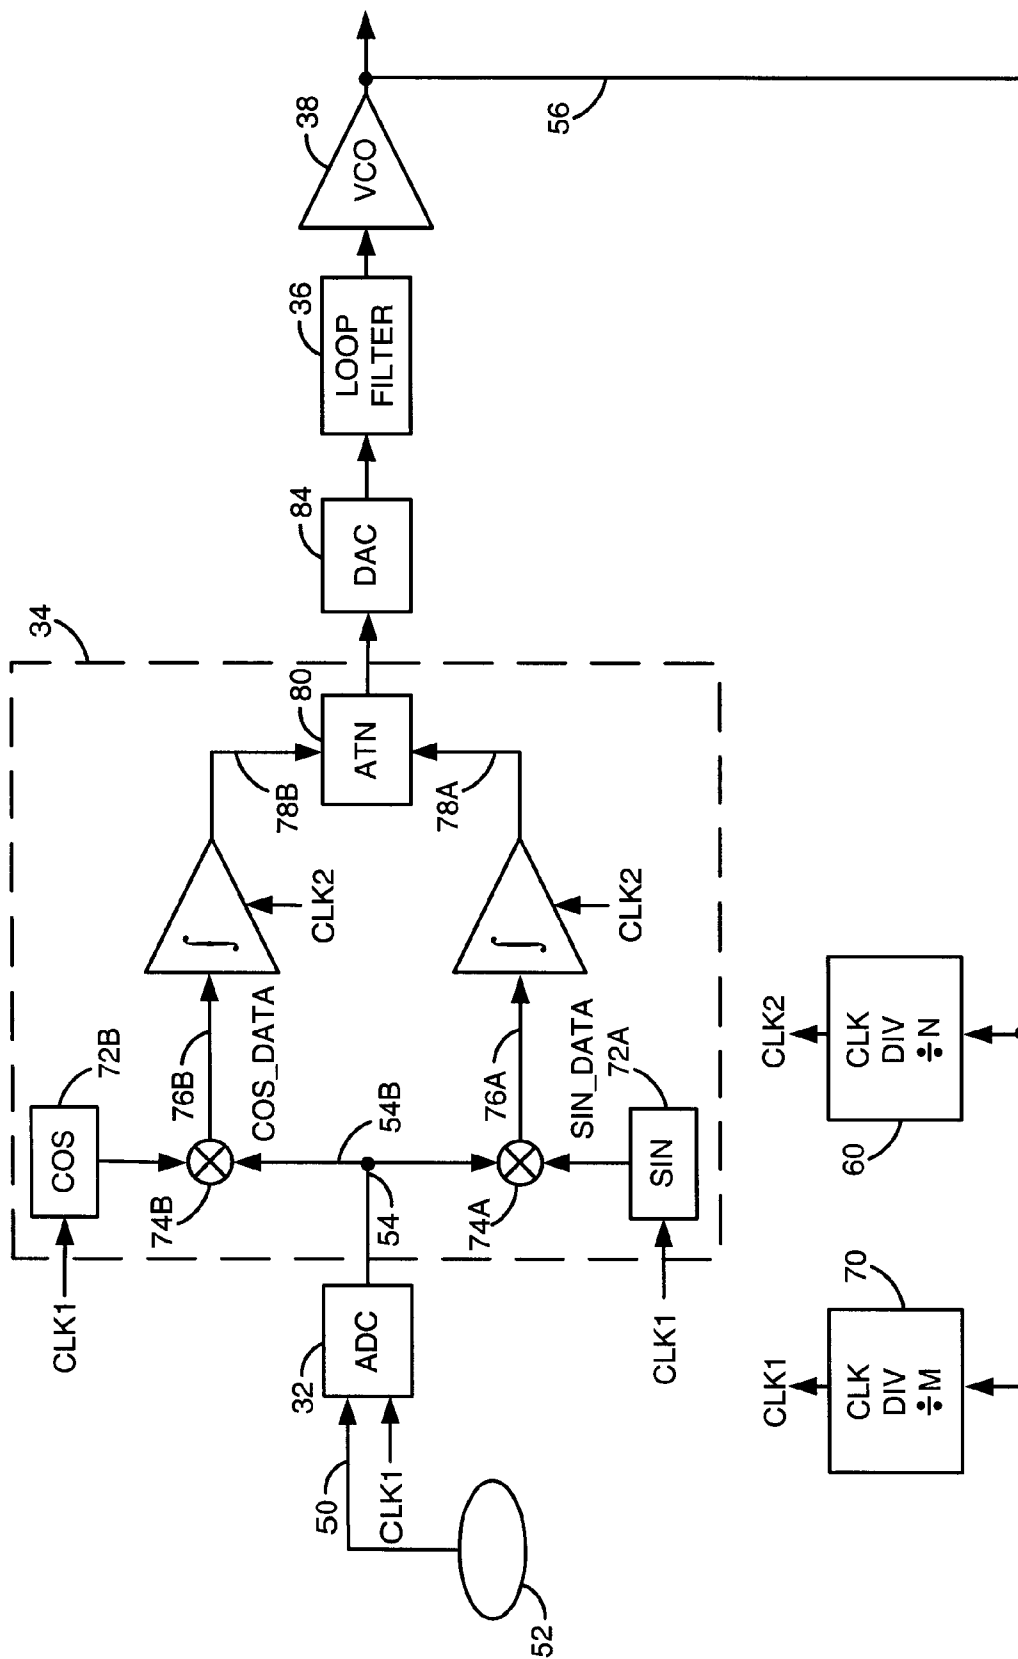 34
CLK1
COS
72B
74B
76B
COS_DATA
∫
CLK2
78B
50
32
ADC
CLK1
54
54B
ATN
80
DAC
84
LOOP
FILTER
36
VCO
38
56
52
74A
76A
SIN_DATA
∫
CLK2
78A
CLK1
SIN
72A
CLK1
CLK
DIV
÷M
70
CLK2
CLK
DIV
÷N
60